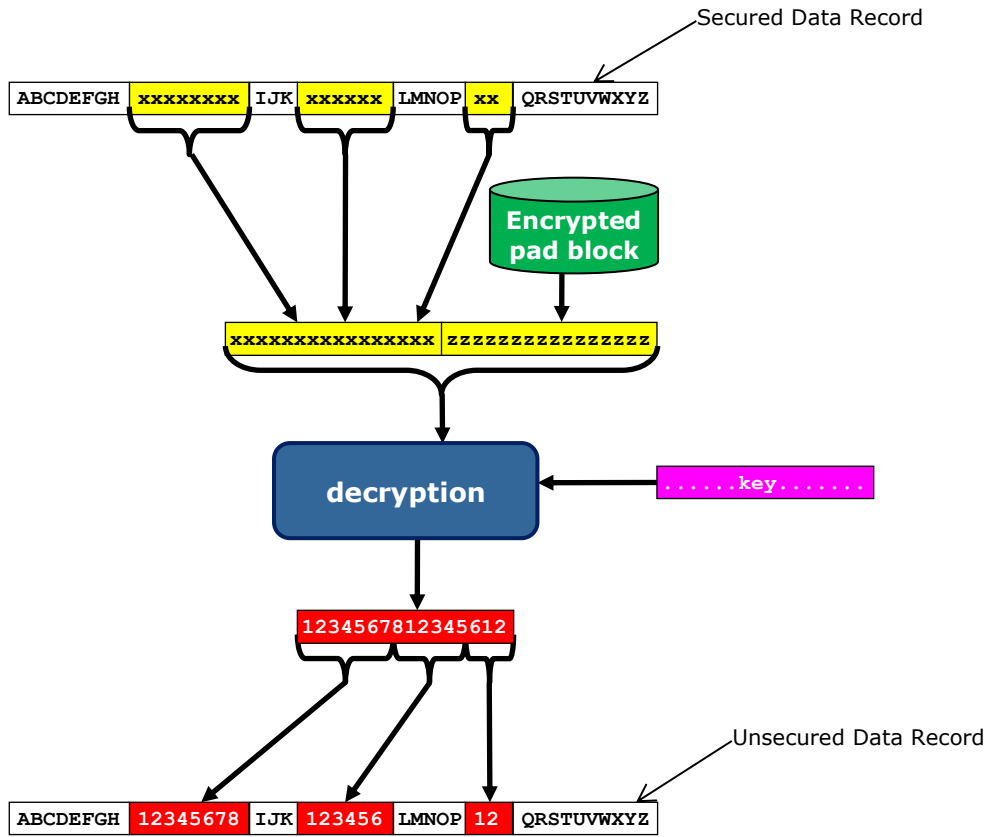 Secured Data Record
ABCDEFGH xxxxxxxx IJK xxxxxx LMNOP xx QRSTUVWXYZ
Encrypted
pad block
xxxxxxxxxxxxxxxx zzzzzzzzzzzzzzzz
decryption
......key.......
1234567812345612
Unsecured Data Record
ABCDEFGH 12345678 IJK 123456 LMNOP 12 QRSTUVWXYZ